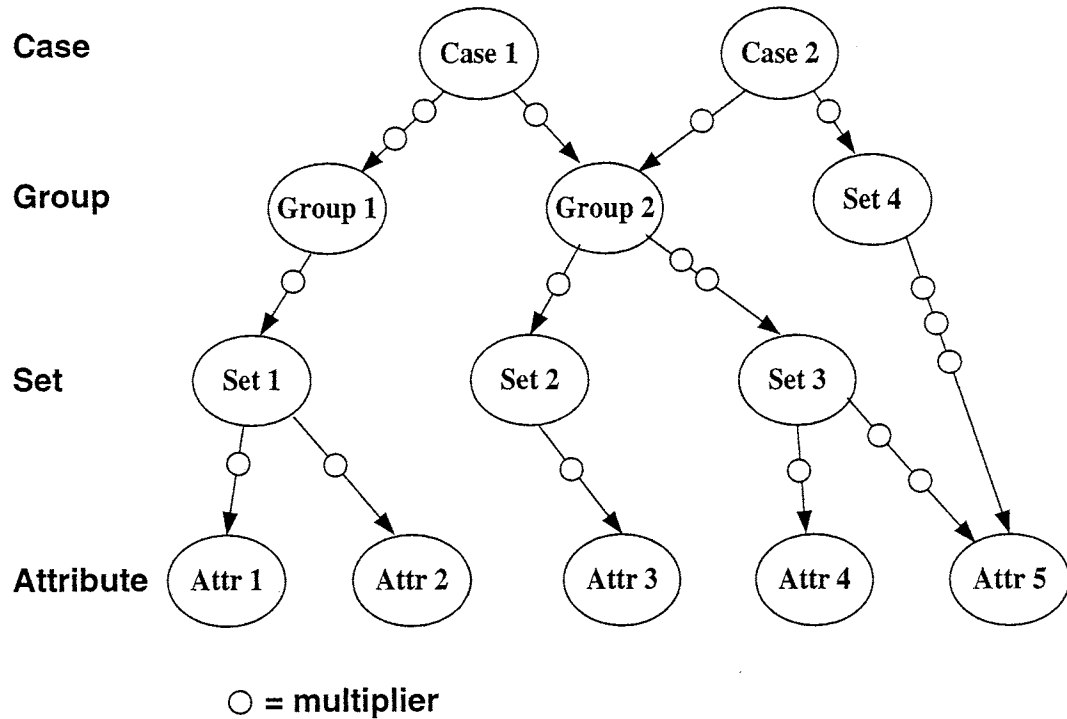 Case
Case 1
Case 2
Group
Group 1
Group 2
Set 4
Set
Set 1
Set 2
Set 3
Attribute
Attr 1
Attr 2
Attr 3
Attr 4
Attr 5
= multiplier